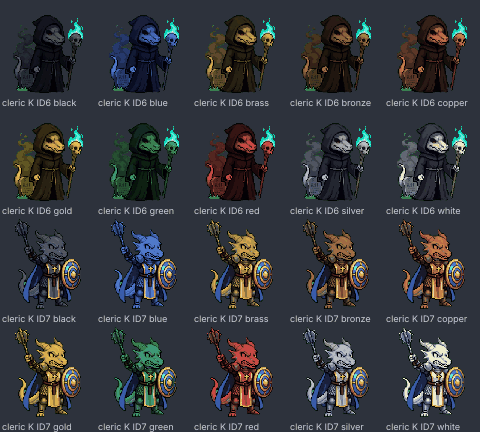 cleric K ID6 black
cleric K ID6 blue
cleric K ID6 brass
cleric K ID6 bronze
cleric K ID6 copper
cleric K ID6 gold
cleric K ID6 green
cleric K ID6 red
cleric K ID6 silver
cleric K ID6 white
cleric K ID7 black
cleric K ID7 blue
cleric K ID7 brass
cleric K ID7 bronze
cleric K ID7 copper
cleric K ID7 gold
cleric K ID7 green
cleric K ID7 red
cleric K ID7 silver
cleric K ID7 white